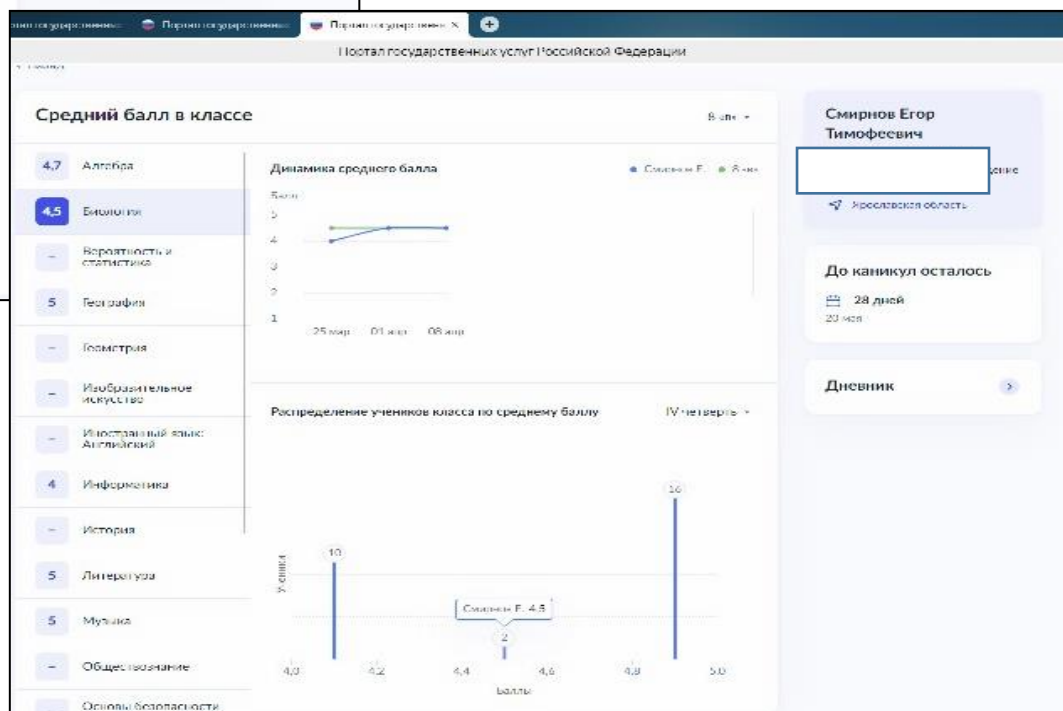 Портал государственных услуг Российской Федерации
Средний балл в классе
4,7 Алгебра
4,5 Биология
– Вероятность и
статистика
5 География
– Геометрия
– Изобразительное
искусство
– Иностранный язык:
Английский
4 Информатика
– История
5 Литература
5 Музыка
– Обществознание
Основы безопасности
Динамика среднего балла
Смирнов Е.
Балл
5
4
3
2
1
25 мар 01 апр 08 апр
Распределение учеников класса по среднему баллу
IV четверть
Ученики
10
16
Смирнов Е. 4,5
2
4,0 4,2 4,4 4,6 4,8 5,0
Баллы
Смирнов Егор
Тимофеевич
Ярославская область
До каникул осталось
28 дней
20 мая
Дневник